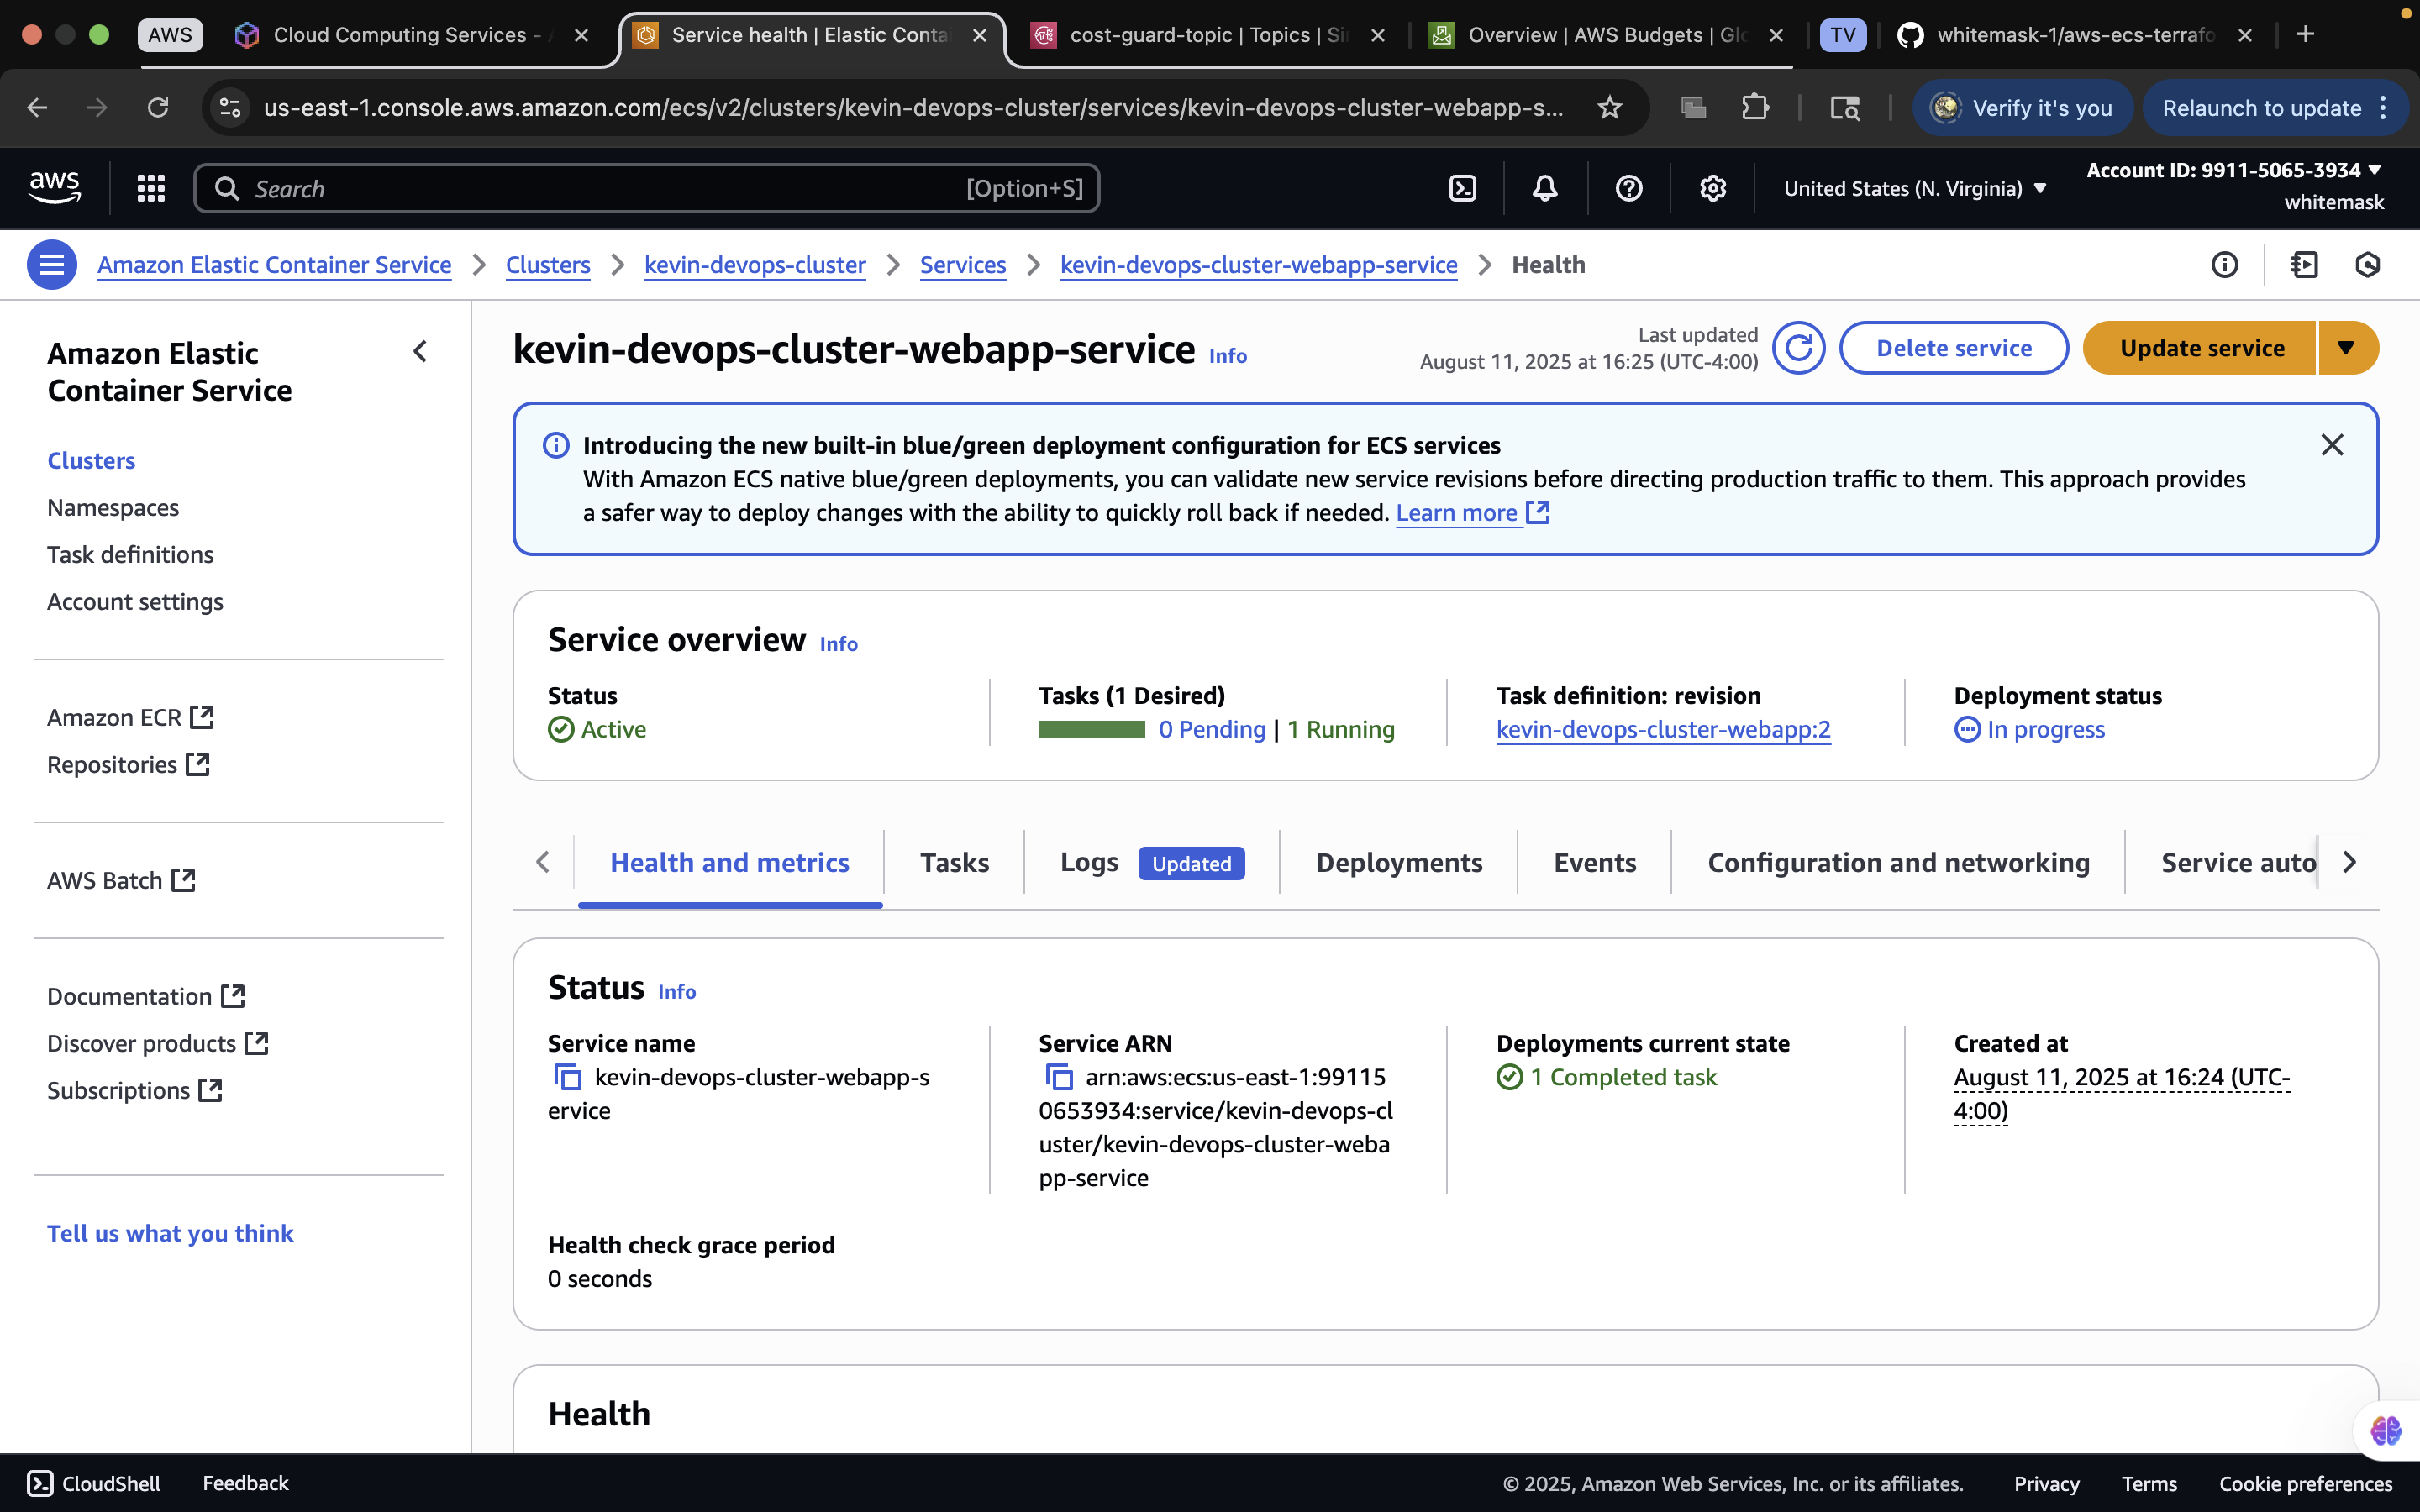 AWS
Cloud Computing Services -
Service health | Elastic Conta
cost-guard-topic | Topics | Si
Overview | AWS Budgets | Glo
TV
whitemask-1/aws-ecs-terrafo
us-east-1.console.aws.amazon.com/ecs/v2/clusters/kevin-devops-cluster/services/kevin-devops-cluster-webapp-s...
Verify it's you
Relaunch to update
aws
Search
[Option+S]
United States (N. Virginia)
Account ID: 9911-5065-3934
whitemask
Amazon Elastic Container Service
Clusters
kevin-devops-cluster
Services
kevin-devops-cluster-webapp-service
Health
Amazon Elastic
Container Service
Clusters
Namespaces
Task definitions
Account settings
Amazon ECR
Repositories
AWS Batch
Documentation
Discover products
Subscriptions
Tell us what you think
kevin-devops-cluster-webapp-service Info
Last updated
August 11, 2025 at 16:25 (UTC-4:00)
Delete service
Update service
Introducing the new built-in blue/green deployment configuration for ECS services
With Amazon ECS native blue/green deployments, you can validate new service revisions before directing production traffic to them. This approach provides
a safer way to deploy changes with the ability to quickly roll back if needed. Learn more
Service overview Info
Status
Active
Tasks (1 Desired)
0 Pending | 1 Running
Task definition: revision
kevin-devops-cluster-webapp:2
Deployment status
In progress
Health and metrics
Tasks
Logs Updated
Deployments
Events
Configuration and networking
Service auto
Status Info
Service name
kevin-devops-cluster-webapp-s
ervice
Service ARN
arn:aws:ecs:us-east-1:99115
0653934:service/kevin-devops-cl
uster/kevin-devops-cluster-weba
pp-service
Deployments current state
1 Completed task
Created at
August 11, 2025 at 16:24 (UTC-
4:00)
Health check grace period
0 seconds
Health
CloudShell
Feedback
© 2025, Amazon Web Services, Inc. or its affiliates.
Privacy
Terms
Cookie preferences